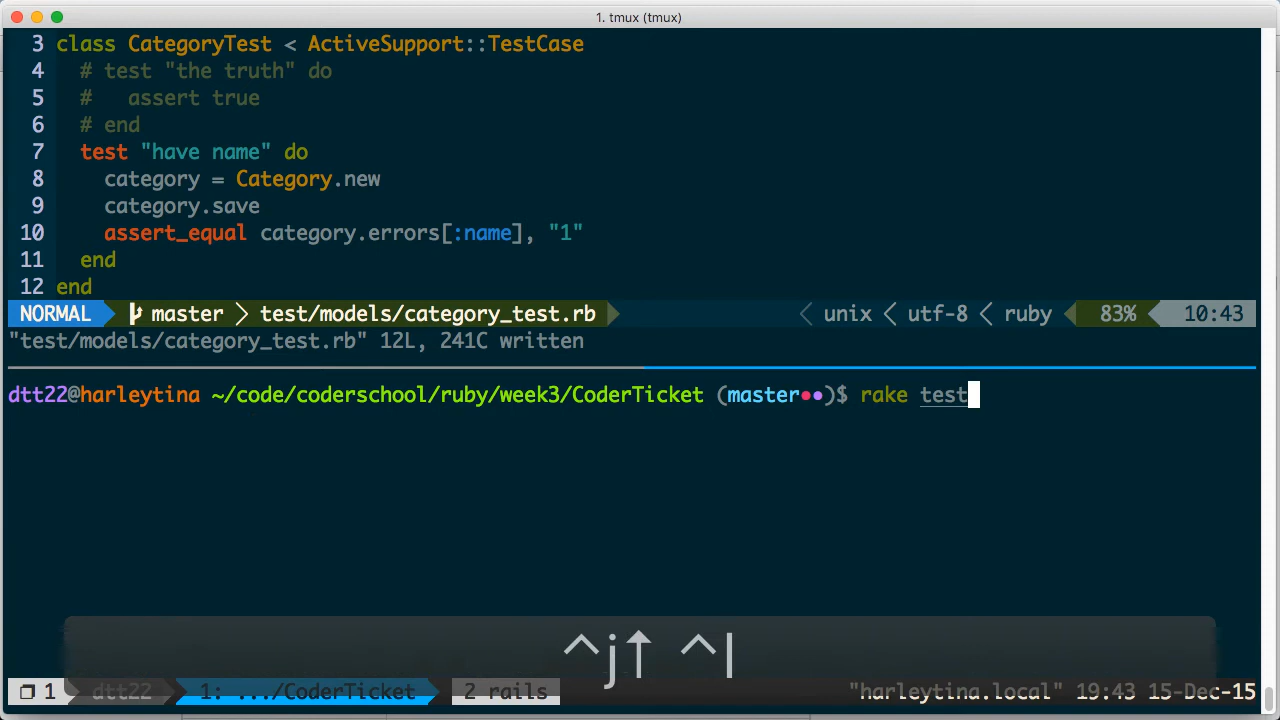 1. tmux (tmux)
3 class CategoryTest < ActiveSupport::TestCase
4   # test "the truth" do
5   #   assert true
6   # end
7   test "have name" do
8     category = Category.new
9     category.save
10     assert_equal category.errors[:name], "1"
11   end
12 end
NORMAL master > test/models/category_test.rb < unix < utf-8 < ruby 83% 10:43
"test/models/category_test.rb" 12L, 241C written
dtt22@harleytina ~/code/coderschool/ruby/week3/CoderTicket (master••)$ rake test
^j↑ ^l
❐ 1 dtt22 1: .../CoderTicket 2 rails "harleytina.local" 19:43 15-Dec-15